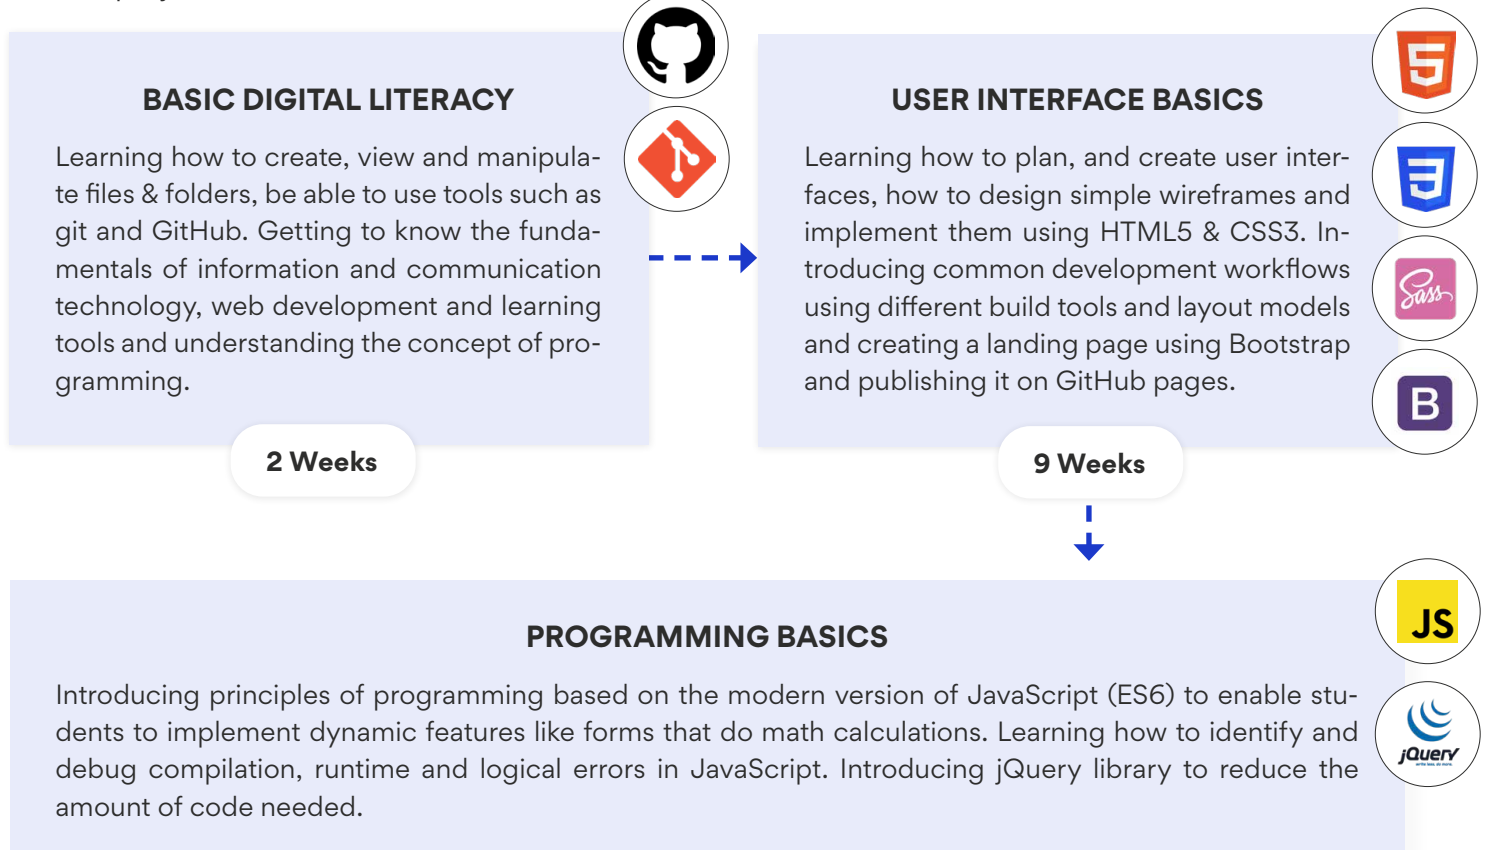 BASIC DIGITAL LITERACY
Learning how to create, view and manipula-
te files & folders, be able to use tools such as
git and GitHub. Getting to know the funda-
mentals of information and communication
technology, web development and learning
tools and understanding the concept of pro-
gramming.
2 Weeks
USER INTERFACE BASICS
Learning how to plan, and create user inter-
faces, how to design simple wireframes and
implement them using HTML5 & CSS3. In-
troducing common development workflows
using different build tools and layout models
and creating a landing page using Bootstrap
and publishing it on GitHub pages.
5
3
Sass
B
9 Weeks
PROGRAMMING BASICS
Introducing principles of programming based on the modern version of JavaScript (ES6) to enable stu-
dents to implement dynamic features like forms that do math calculations. Learning how to identify and
debug compilation, runtime and logical errors in JavaScript. Introducing jQuery library to reduce the
amount of code needed.
JS
jQuery
write less, do more.